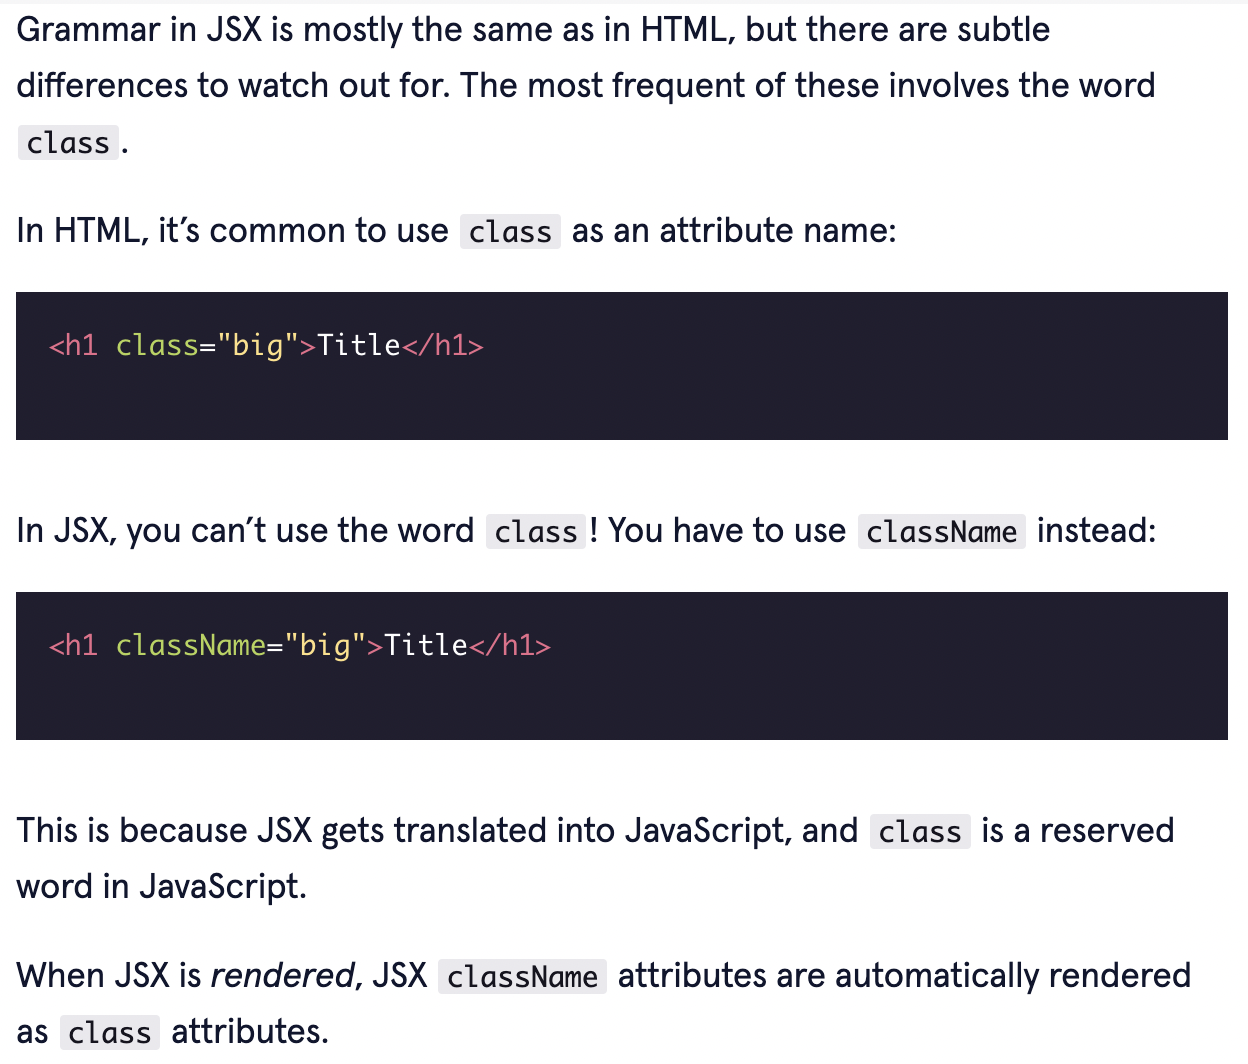 Grammar in JSX is mostly the same as in HTML, but there are subtle
differences to watch out for. The most frequent of these involves the word
class.
In HTML, it’s common to use class as an attribute name:
<h1 class="big">Title</h1>
In JSX, you can’t use the word class! You have to use className instead:
<h1 className="big">Title</h1>
This is because JSX gets translated into JavaScript, and class is a reserved
word in JavaScript.
When JSX is rendered, JSX className attributes are automatically rendered
as class attributes.